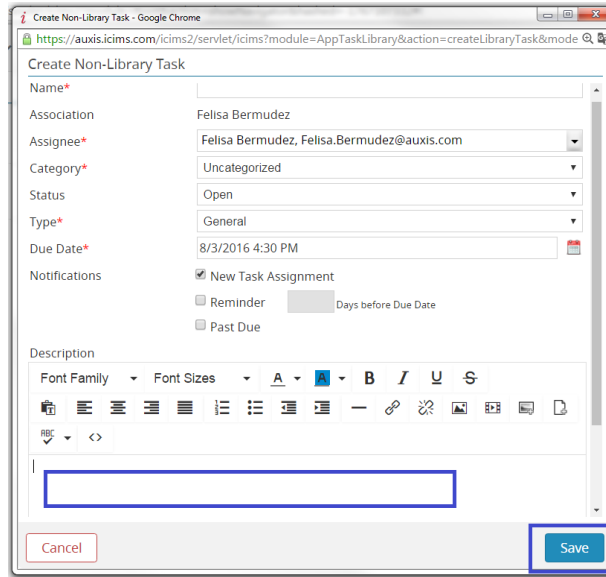 Create Non-Library Task - Google Chrome
https://auxis.icims.com/icims2/servlet/icims?module=AppTaskLibrary&action=createLibraryTask&mode
Create Non-Library Task
Name*
Association Felisa Bermudez
Assignee* Felisa Bermudez, Felisa.Bermudez@auxis.com
Category* Uncategorized
Status Open
Type* General
Due Date* 8/3/2016 4:30 PM
Notifications New Task Assignment
Reminder Days before Due Date
Past Due
Description
Font Family Font Sizes A A B I U S
ABC <>
Cancel Save